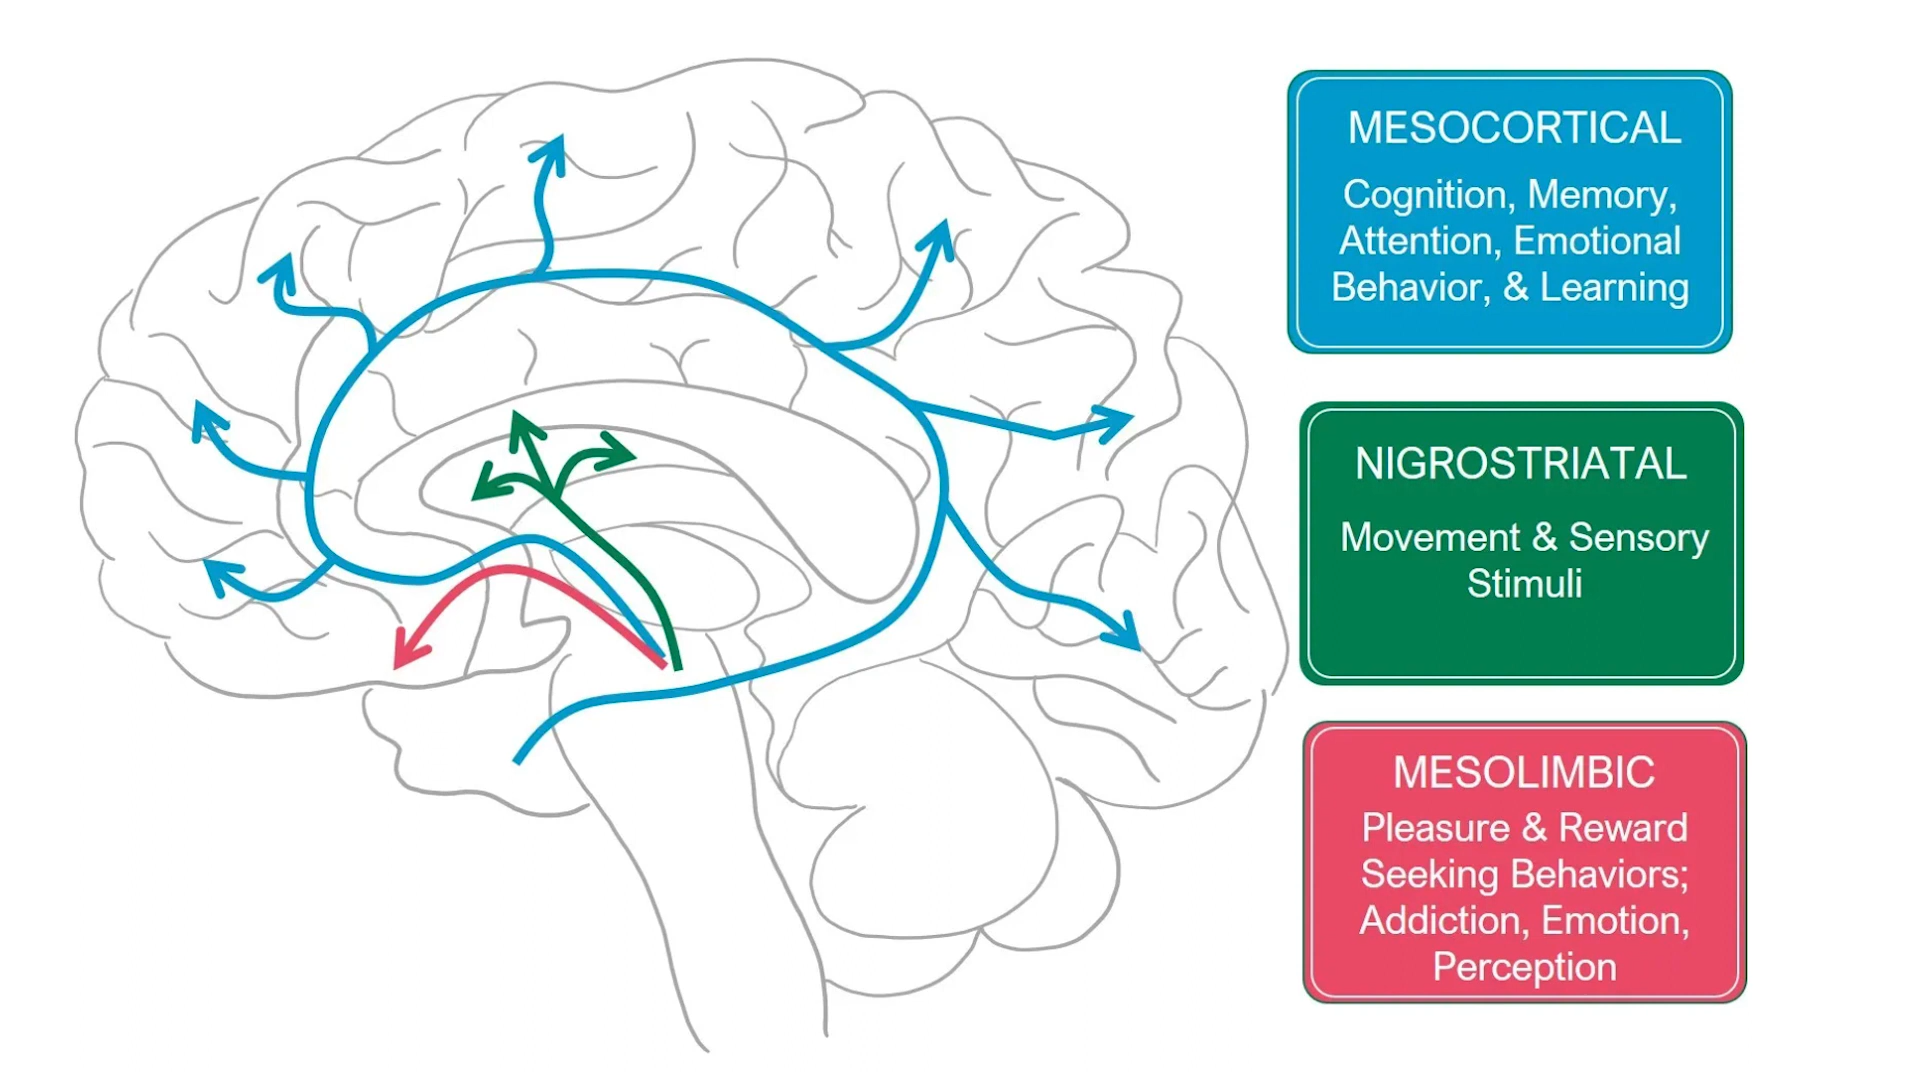 MESOCORTICAL
Cognition, Memory,
Attention, Emotional
Behavior, & Learning
NIGROSTRIATAL
Movement & Sensory
Stimuli
MESOLIMBIC
Pleasure & Reward
Seeking Behaviors;
Addiction, Emotion,
Perception